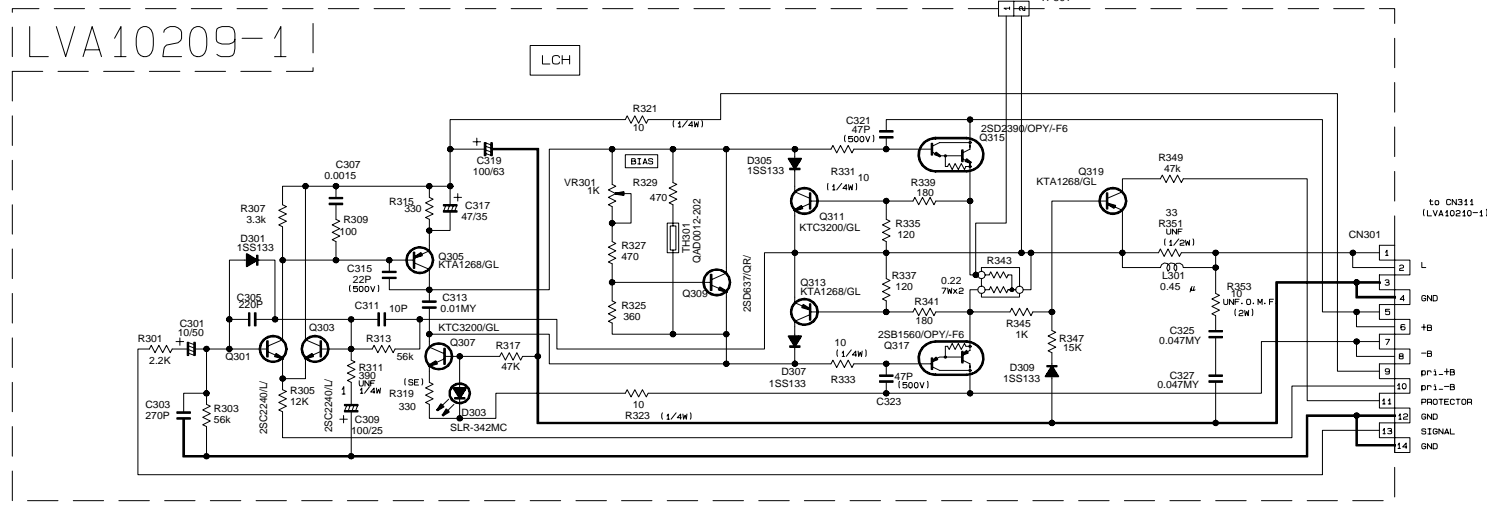 LVA10209-1
LCH
1
2
R321
10
(1/4W)
C319
100/63
C307
0.0015
R315
330
C317
47/35
R307
3.3k
R309
100
D301
1SS133
Q305
KTA1268/GL
C315
22P
(500V)
C313
0.01MY
C305
220P
C311
10P
C301
10/50
R301
2.2K
Q301
Q303
R313
56k
KTC3200/GL
Q307
R317
47K
R311
390
UNF
1/4W
(SE)
R319
330
R305
12K
C303
270P
R303
56k
2SC2240/L/
2SC2240/L/
C309
100/25
D303
SLR-342MC
10
R323
(1/4W)
BIAS
VR301
1K
R329
470
TH301
QAD0012-202
R327
470
R325
360
Q309
2SD637/QR/
D305
1SS133
C321
47P
(500V)
2SD2390/OPY/-F6
Q315
R331
10
(1/4W)
R339
180
Q311
KTC3200/GL
R335
120
Q313
KTA1268/GL
R337
120
R341
180
0.22
7Wx2
R343
2SB1560/OPY/-F6
Q317
10
(1/4W)
R333
D307
1SS133
47P
(500V)
C323
R345
1K
R347
15K
D309
1SS133
Q319
KTA1268/GL
R349
47k
33
R351
UNF
(1/2W)
L301
0.45 μ
R353
10
UNF.O.M.F
(2W)
C325
0.047MY
C327
0.047MY
to CN311
(LVA10210-1)
CN301
1
2 L
3
4 GND
5
6 +B
7
8 -B
9 pri.+B
10 pri.-B
11 PROTECTOR
12 GND
13 SIGNAL
14 GND